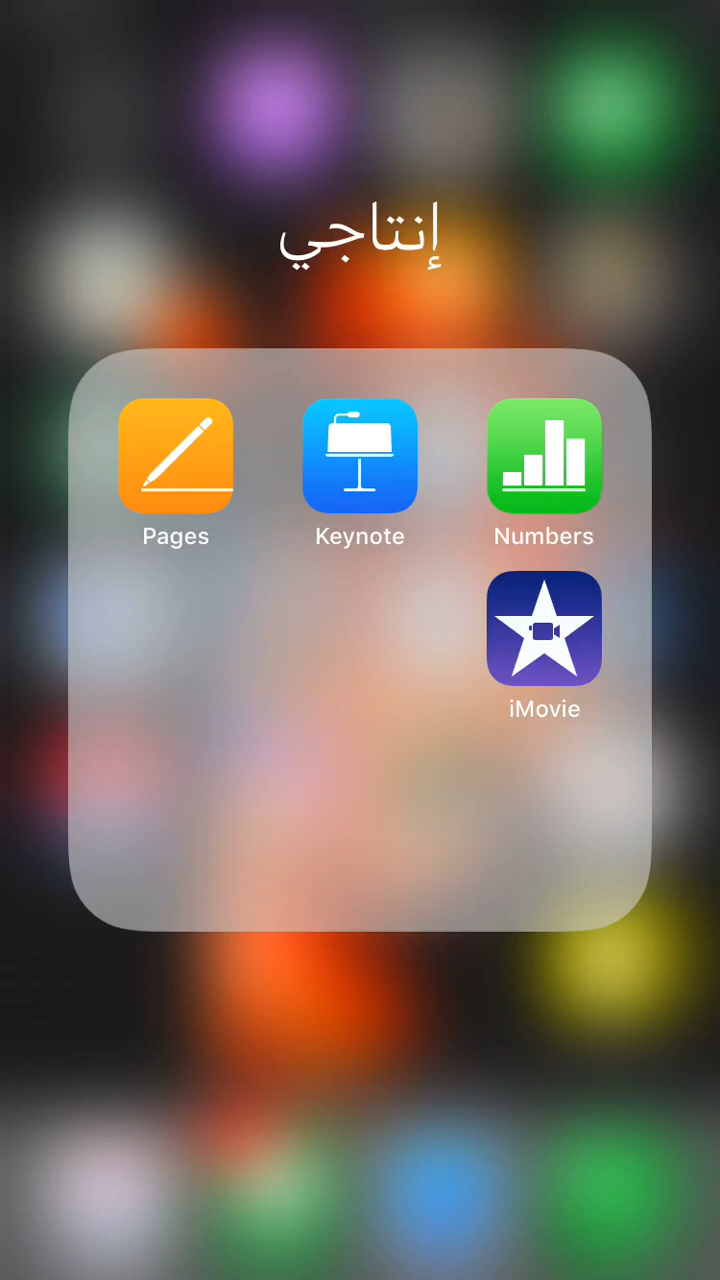 إنتاجي
Numbers
Keynote
Pages
iMovie